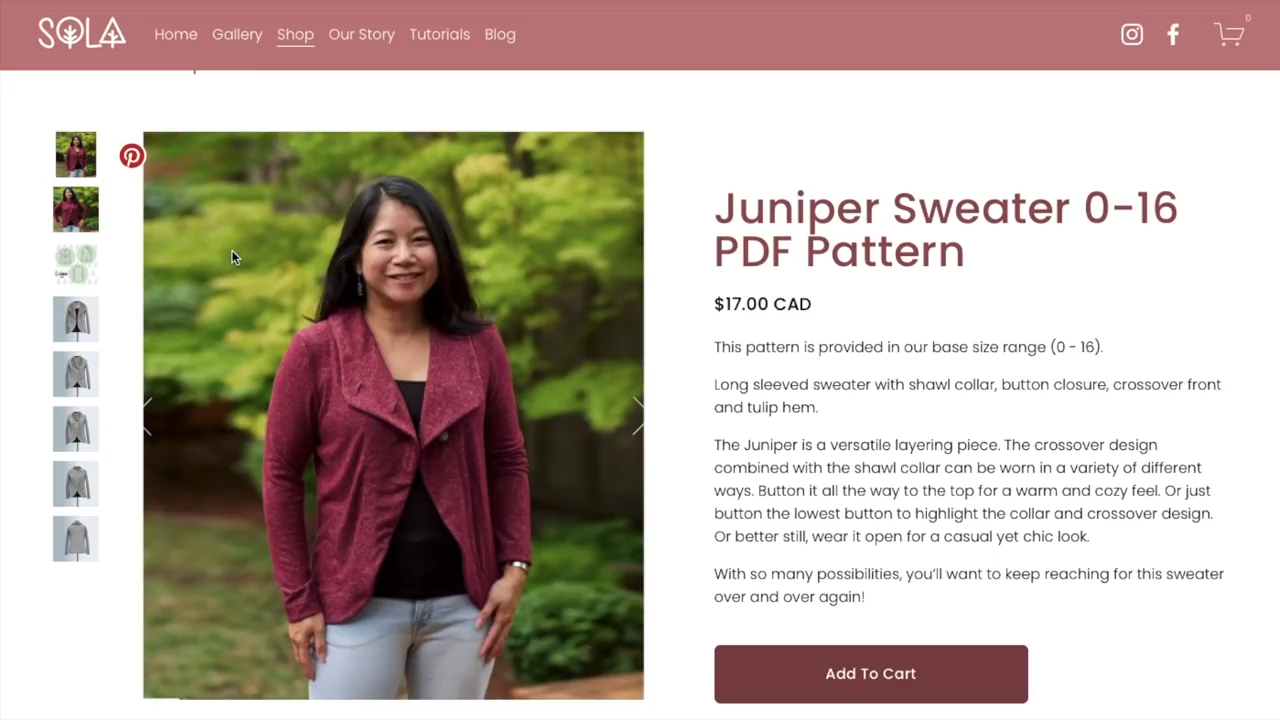 SOLA
Home Gallery Shop Our Story Tutorials Blog
0
Juniper Sweater 0-16
PDF Pattern
$17.00 CAD
This pattern is provided in our base size range (0 - 16).
Long sleeved sweater with shawl collar, button closure, crossover front
and tulip hem.
The Juniper is a versatile layering piece. The crossover design
combined with the shawl collar can be worn in a variety of different
ways. Button it all the way to the top for a warm and cozy feel. Or just
button the lowest button to highlight the collar and crossover design.
Or better still, wear it open for a casual yet chic look.
With so many possibilities, you'll want to keep reaching for this sweater
over and over again!
Add To Cart